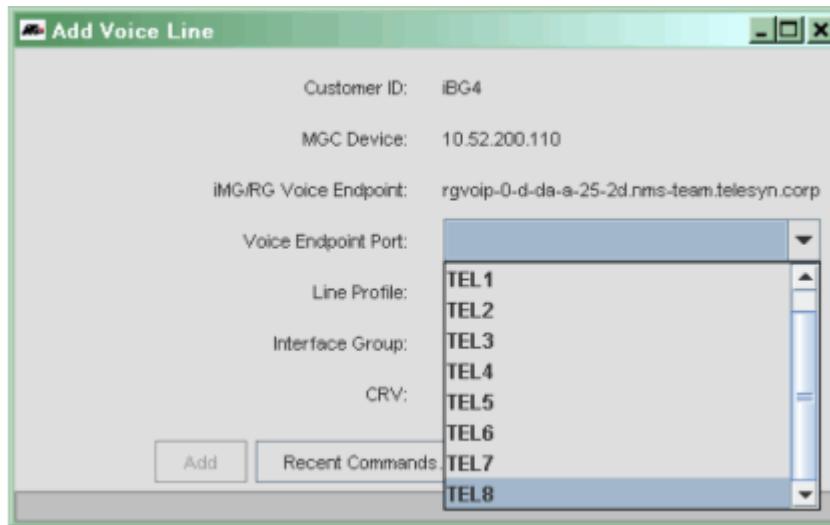 Add Voice Line
Customer ID: iBG4
MGC Device: 10.52.200.110
iMG/RG Voice Endpoint: rgvoip-0-d-da-a-25-2d.nms-team.telesyn.corp
Voice Endpoint Port:
TEL1
Line Profile:
TEL2
TEL3
Interface Group:
TEL4
CRV:
TEL5
TEL6
Add
Recent Commands.
TEL7
TEL8